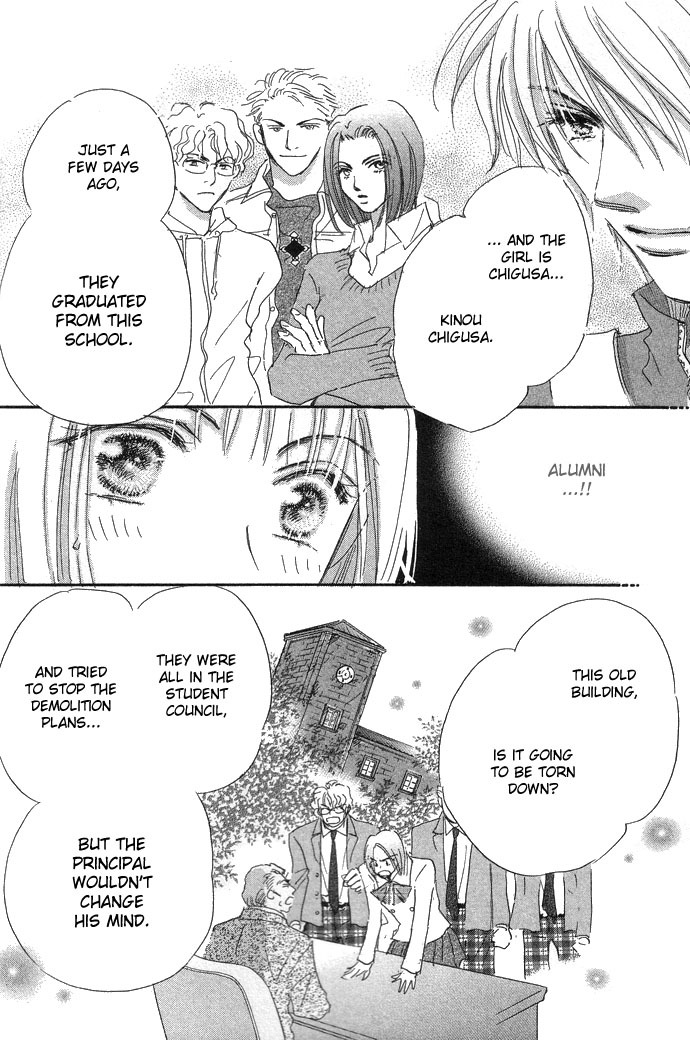 ... AND THE
GIRL IS
CHIGUSA...
KINOU
CHIGUSA.
JUST A
FEW DAYS
AGO,
THEY
GRADUATED
FROM THIS
SCHOOL.
ALUMNI
...!!
THIS OLD
BUILDING,
IS IT GOING
TO BE TORN
DOWN?
THEY WERE
ALL IN THE
STUDENT
COUNCIL,
AND TRIED
TO STOP THE
DEMOLITION
PLANS...
BUT THE
PRINCIPAL
WOULDN'T
CHANGE
HIS MIND.